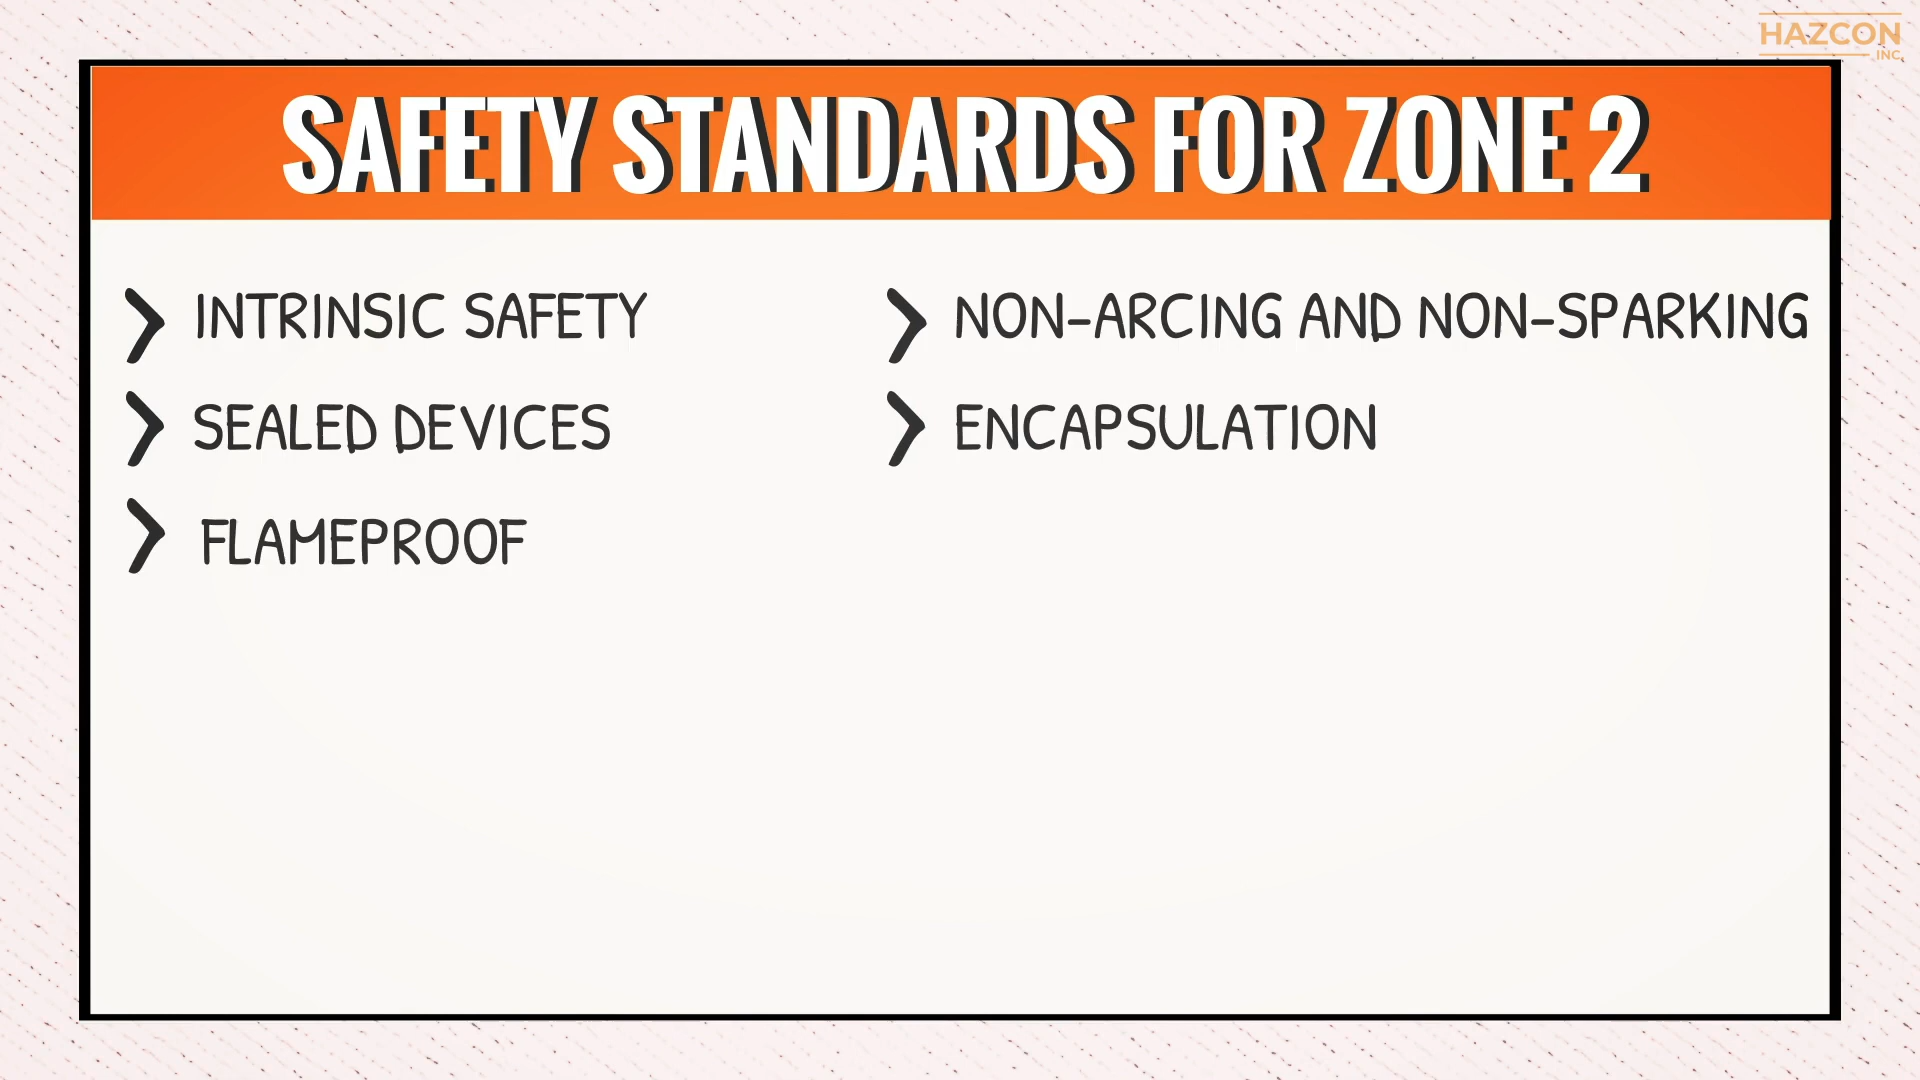 HAZCON
INC.
SAFETY STANDARDS FOR ZONE 2
INTRINSIC SAFETY
SEALED DEVICES
FLAMEPROOF
NON-ARCING AND NON-SPARKING
ENCAPSULATION